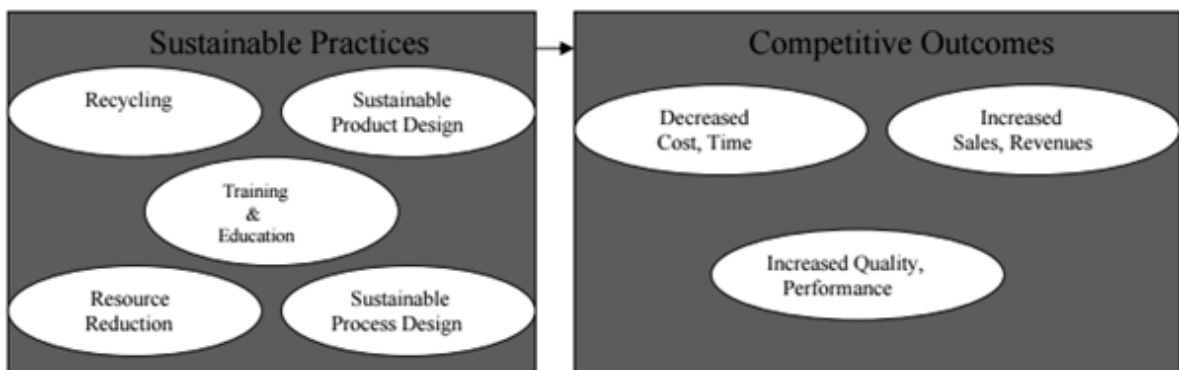 Sustainable Practices
Recycling
Sustainable
Product Design
Training
&
Education
Resource
Reduction
Sustainable
Process Design
Competitive Outcomes
Decreased
Cost, Time
Increased
Sales, Revenues
Increased Quality,
Performance